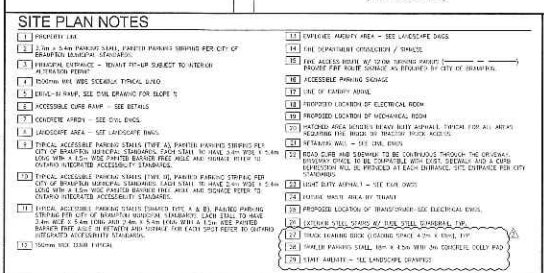 SITE PLAN NOTES
1 PROPERTY LINE
2 2.7m x 5.4m PARKING STALL, PAINTED PARKING STRIPING PER CITY OF
BRAMPTON MUNICIPAL STANDARDS.
3 PRINCIPAL ENTRANCE - TENANT FIT-UP SUBJECT TO INTERIOR
ALTERATION PERMIT
4 1500mm WIDE SIDEWALK TYPICAL U.N.O.
5 DRIVE-IN RAMP, SEE CIVIL DRAWING FOR SLOPE %
6 ACCESSIBLE CURB RAMP - SEE DETAILS
7 CONCRETE APRON - SEE CIVIL DWGS.
8 LANDSCAPE AREA - SEE LANDSCAPE DWGS.
9 TYPICAL ACCESSIBLE PARKING STALLS (TYPE A), PAINTED PARKING STRIPING PER
CITY OF BRAMPTON MUNICIPAL STANDARDS. EACH STALL TO HAVE 3.4m WIDE x 5.4m
LONG WITH A 1.5m WIDE PAINTED BARRIER FREE AISLE AND SIGNAGE REFER TO
ONTARIO INTEGRATED ACCESSIBILITY STANDARDS.
10 TYPICAL ACCESSIBLE PARKING STALLS (TYPE B), PAINTED PARKING STRIPING PER
CITY OF BRAMPTON MUNICIPAL STANDARDS. EACH STALL TO HAVE
LONG WITH A 1.5m WIDE PAINTED BARRIER FREE AISLE AND SIGNAGE REFER TO
ONTARIO INTEGRATED ACCESSIBILITY STANDARDS.
11 TYPICAL ACCESSIBLE PARKING STALLS (SHARED TYPE A & B), PAINTED PARKING
STRIPING PER CITY OF BRAMPTON MUNICIPAL STANDARDS. EACH STALL TO HAVE
3.4m WIDE x 5.4m LONG AND WIDE x 5.4m LONG WITH A 1.5m WIDE PAINTED
BARRIER FREE AISLE IN BETWEEN AND SIGNAGE FOR EACH SPOT REFER TO ONTARIO
INTEGRATED ACCESSIBILITY STANDARDS.
12 150mm WIDE CURB TYPICAL
13 EMPLOYEE AMENITY AREA - SEE LANDSCAPE DWGS.
14 FIRE DEPARTMENT CONNECTION / SIAMESE
15 FIRE ACCESS ROUTE W/ 12.0m TURNING RADIUS
PROVIDE FIRE ROUTE SIGNAGE AS REQUIRED BY CITY OF BRAMPTON.
16 ACCESSIBLE PARKING SIGNAGE
17 LINE OF CANOPY ABOVE
18 PROPOSED LOCATION OF ELECTRICAL ROOM
19 PROPOSED LOCATION OF MECHANICAL ROOM
20 HATCHED AREA DENOTES HEAVY DUTY ASPHALT, TYPICAL FOR ALL AREAS
REQUIRING FIRE TRUCK OR TRACTOR TRUCK ACCESS.
21 RETAINING WALL - SEE CIVIL DWGS.
22 ROAD CURB AND SIDEWALK TO BE CONTINUOUS THROUGH THE DRIVEWAY.
DRIVEWAY GRADE TO BE COMPATIBLE WITH EXIST. SIDEWALK AND A CURB
DEPRESSION WILL BE PROVIDED AT EACH ENTRANCE. SITE ENTRANCES PER CITY
STANDARDS.
23 LIGHT DUTY ASPHALT - SEE CIVIL DWGS
24 FUTURE WASTE AREA BY TENANT
25 PROPOSED LOCATION OF TRANSFORMER - SEE ELECTRICAL DWGS.
26 EXTERIOR STEEL STAIRS W/ TUBE STEEL GUARDRAIL, TYP.
27 TRUCK LOADING DOCK (LOADING SPACE 4.2m x 18m), TYP
28 TRAILER PARKING STALL, 18m x 4.5m WITH 3m CONCRETE DOLLY PAD
29 STAFF AMENITY - SEE LANDSCAPE DRAWINGS